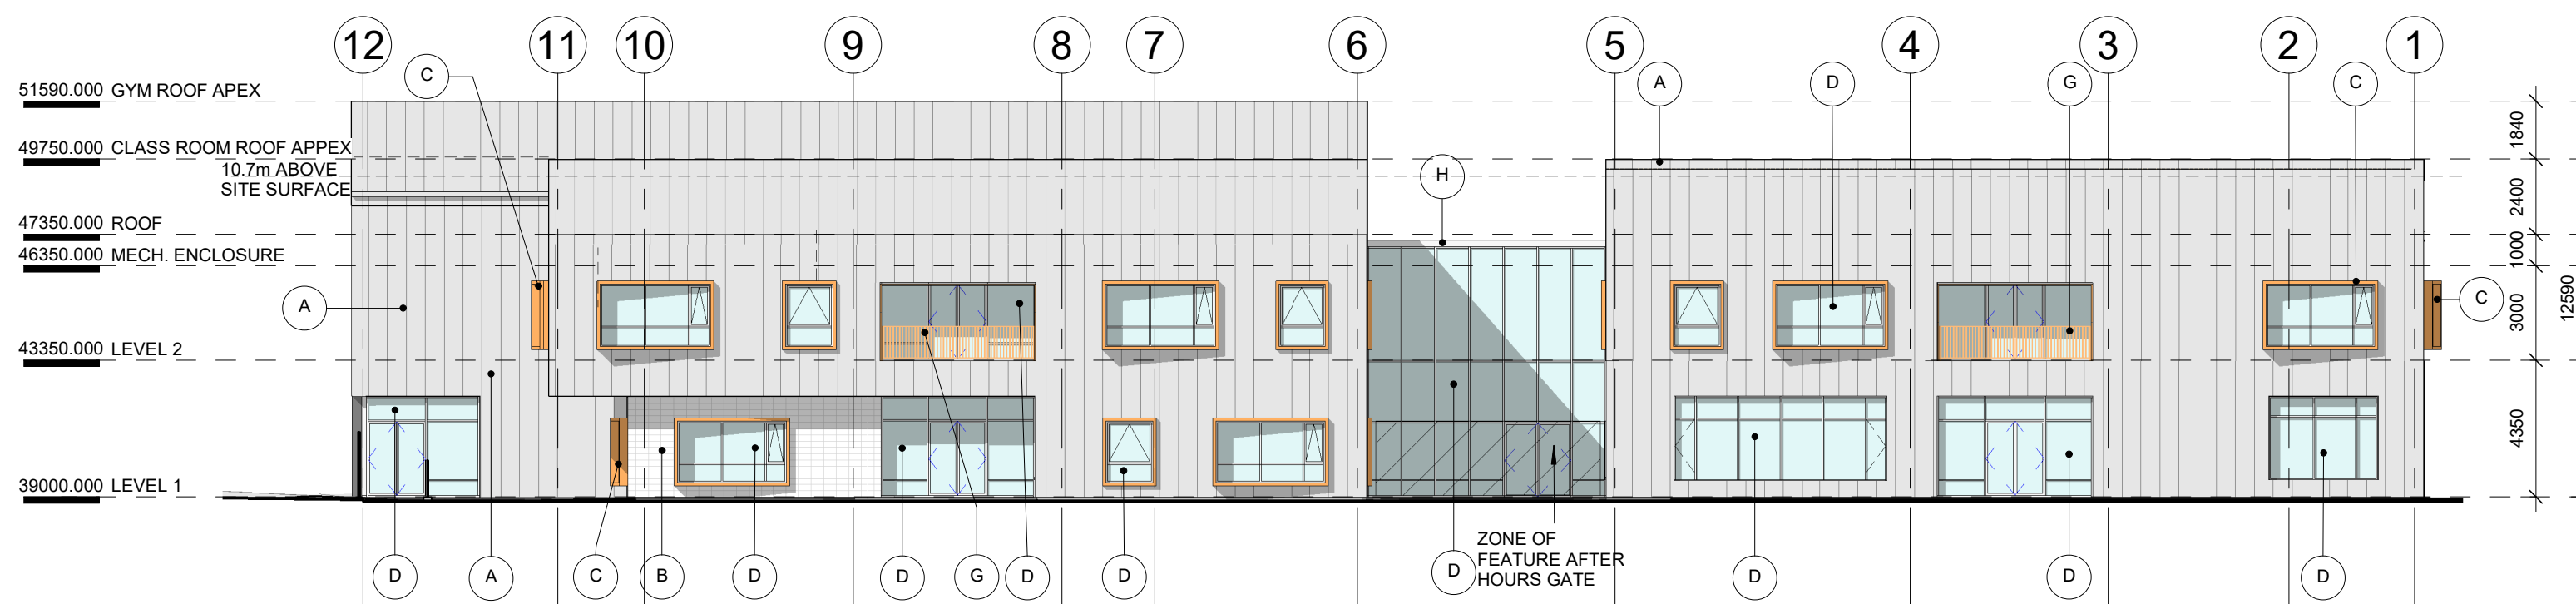 12 11 10 9 8 7 6 5 4 3 2 1
C A D G C
51590.000 GYM ROOF APEX
49750.000 CLASS ROOM ROOF APPEX
10.7m ABOVE
SITE SURFACE
H
47350.000 ROOF
46350.000 MECH. ENCLOSURE
A
C
43350.000 LEVEL 2
39000.000 LEVEL 1
1840
2400
1000
3000
4350
12590
ZONE OF
FEATURE AFTER
HOURS GATE
D A C B D D G D D D D D D